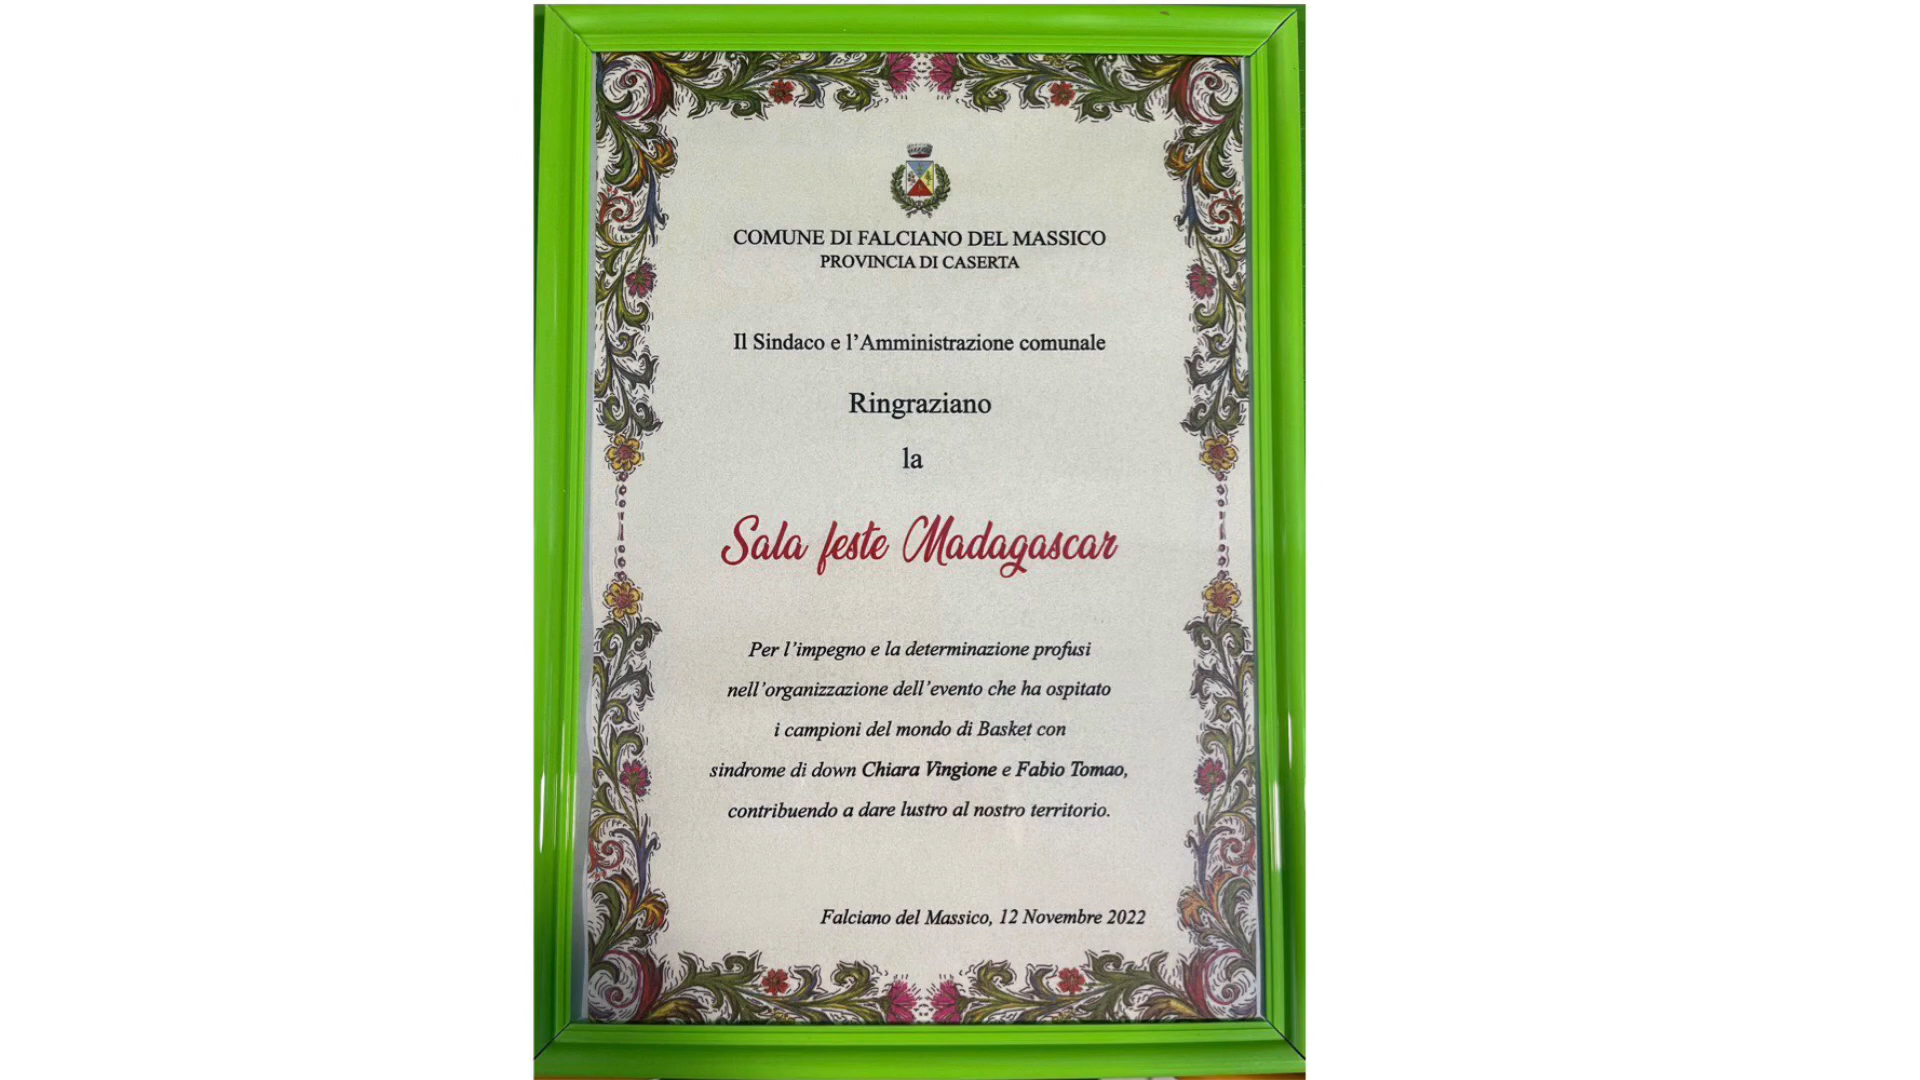 COMUNE DI FALCIANO DEL MASSICO
PROVINCIA DI CASERTA
Il Sindaco e l’Amministrazione comunale
Ringraziano
la
Sala feste Madagascar
Per l’impegno e la determinazione profusi
nell’organizzazione dell’evento che ha ospitato
i campioni del mondo di Basket con
sindrome di down Chiara Vingione e Fabio Tomao,
contribuendo a dare lustro al nostro territorio.
Falciano del Massico, 12 Novembre 2022